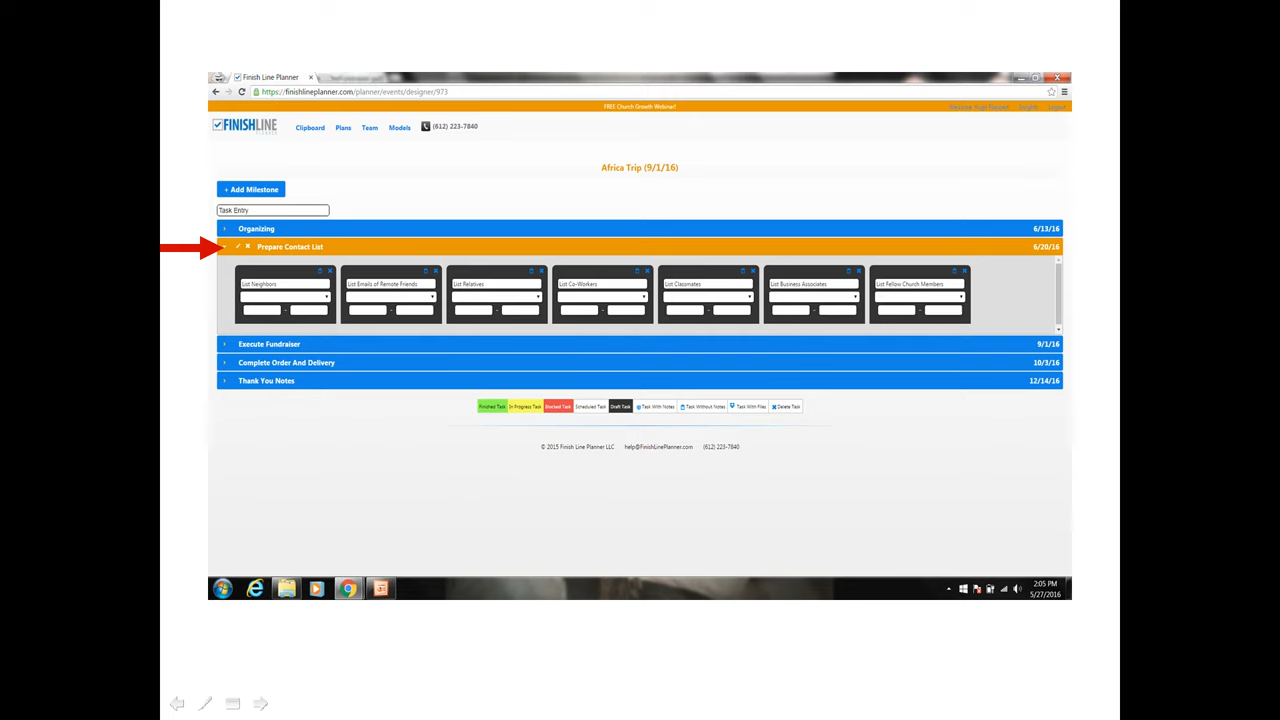 Finish Line Planner
https://finishlineplanner.com/planner/events/designer/973
FREE Church Growth Webinar!
Insights Logout
FINISHLINE
PLANNER
Clipboard Plans Team Models (612) 223-7840
Africa Trip (9/1/16)
+ Add Milestone
Task Entry
Organizing 6/13/16
Prepare Contact List 6/20/16
List Neighbors List Emails of Remote Friends List Relatives List Co-Workers List Classmates List Business Associates List Fellow Church Members
- - - - - - -
Execute Fundraiser 9/1/16
Complete Order And Delivery 10/3/16
Thank You Notes 12/14/16
Finished Task In Progress Task Blocked Task Scheduled Task Draft Task Task With Notes Task Without Notes Task With Files Delete Task
© 2015 Finish Line Planner LLC help@FinishLinePlanner.com (612) 223-7840
2:05 PM
5/27/2016